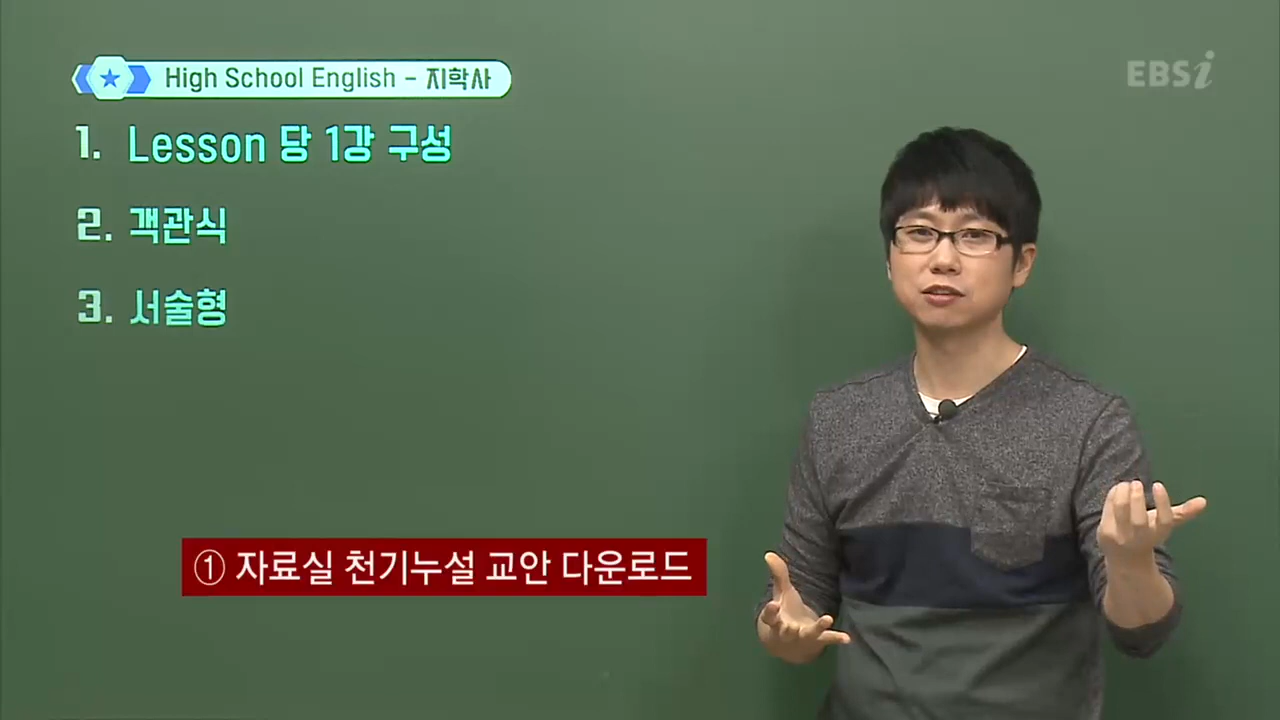 High School English - 지학사
EBSi
1. Lesson 당 1강 구성
2. 객관식
3. 서술형
① 자료실 천기누설 교안 다운로드